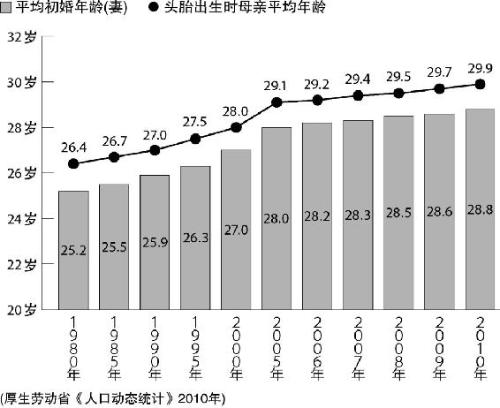 平均初婚年龄(妻) 头胎出生时母亲平均年龄
32岁
30岁
28岁
26岁
24岁
22岁
20岁
26.4 26.7 27.0 27.5 28.0 29.1 29.2 29.4 29.5 29.7 29.9
25.2 25.5 25.9 26.3 27.0 28.0 28.2 28.3 28.5 28.6 28.8
1980年 1985年 1990年 1995年 2000年 2005年 2006年 2007年 2008年 2009年 2010年
(厚生劳动省《人口动态统计》2010年)